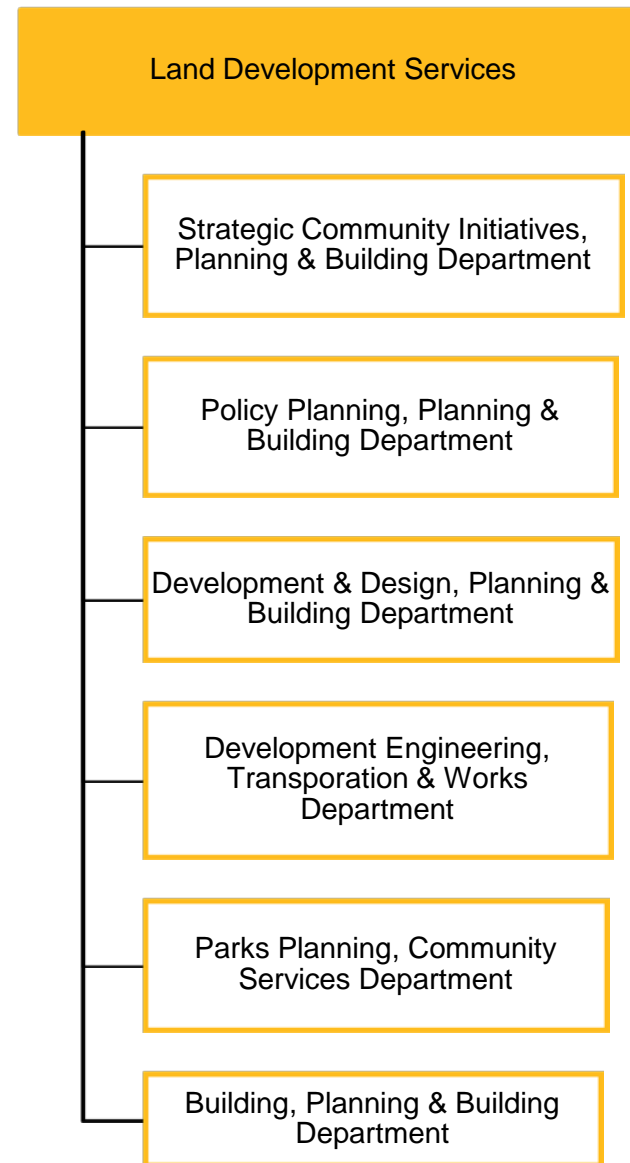 Land Development Services
Strategic Community Initiatives,
Planning & Building Department
Policy Planning, Planning &
Building Department
Development & Design, Planning &
Building Department
Development Engineering,
Transporation & Works
Department
Parks Planning, Community
Services Department
Building, Planning & Building
Department